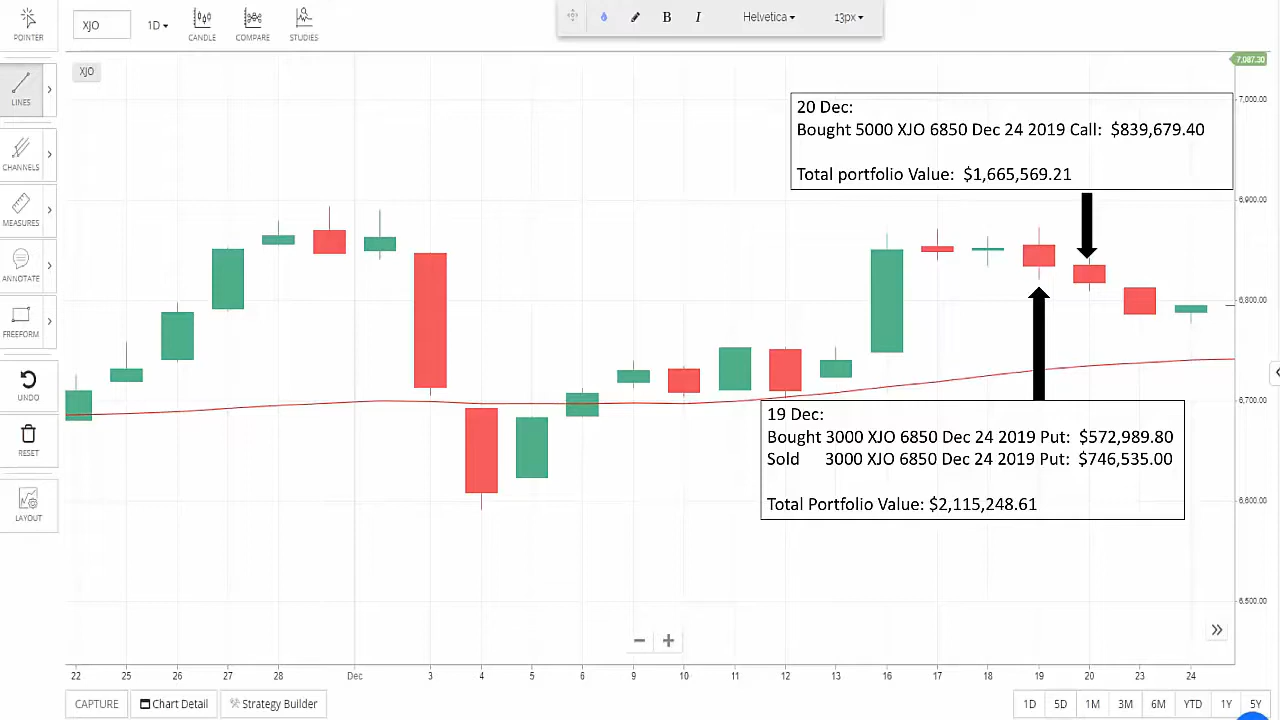 POINTER
XJO
1D
CANDLE
COMPARE
STUDIES
B
I
Helvetica
13px
LINES
CHANNELS
MEASURES
ANNOTATE
FREEFORM
UNDO
RESET
LAYOUT
XJO
7,087.30
7,000.00
6,900.00
6,800.00
6,700.00
6,600.00
6,500.00
20 Dec:
Bought 5000 XJO 6850 Dec 24 2019 Call: $839,679.40
Total portfolio Value: $1,665,569.21
19 Dec:
Bought 3000 XJO 6850 Dec 24 2019 Put: $572,989.80
Sold 3000 XJO 6850 Dec 24 2019 Put: $746,535.00
Total Portfolio Value: $2,115,248.61
22 25 26 27 28 Dec 3 4 5 6 9 10 11 12 13 16 17 18 19 20 23 24
CAPTURE
Chart Detail
Strategy Builder
1D 5D 1M 3M 6M YTD 1Y 5Y